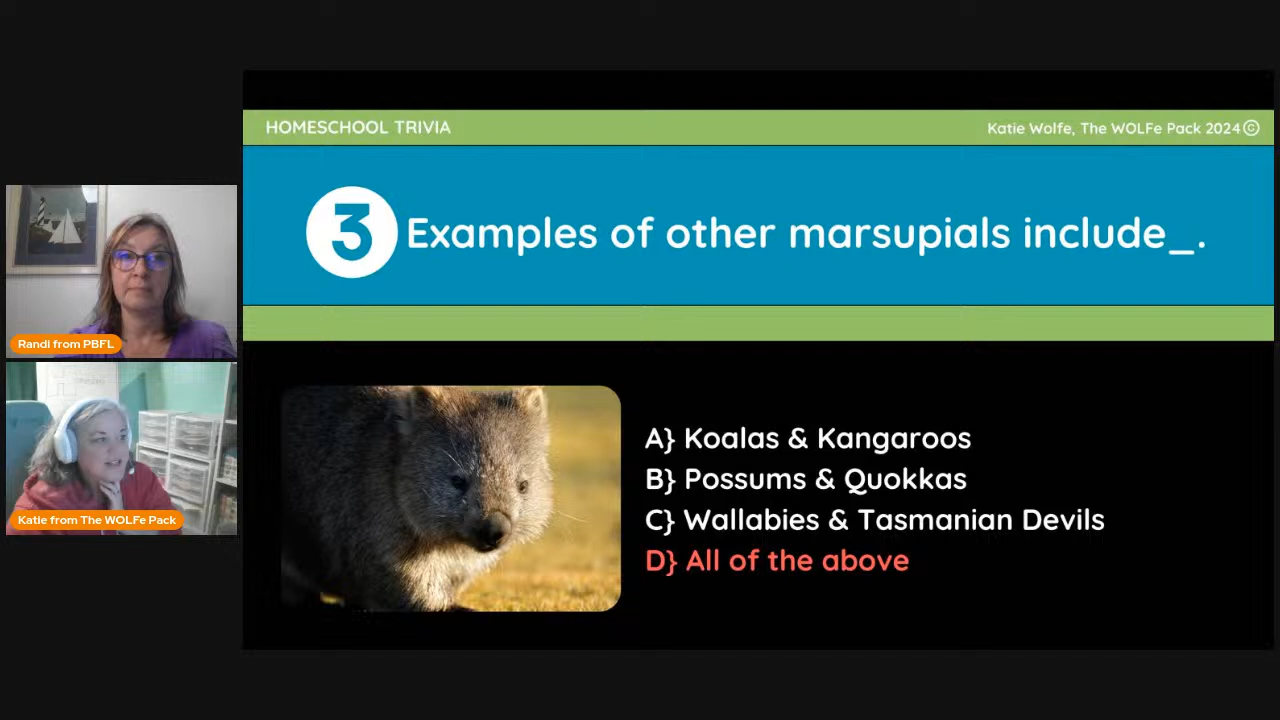 HOMESCHOOL TRIVIA
Katie Wolfe, The WOLFe Pack 2024©
3 Examples of other marsupials include_.
Randi from PBFL
Katie from The WOLFe Pack
A} Koalas & Kangaroos
B} Possums & Quokkas
C} Wallabies & Tasmanian Devils
D} All of the above